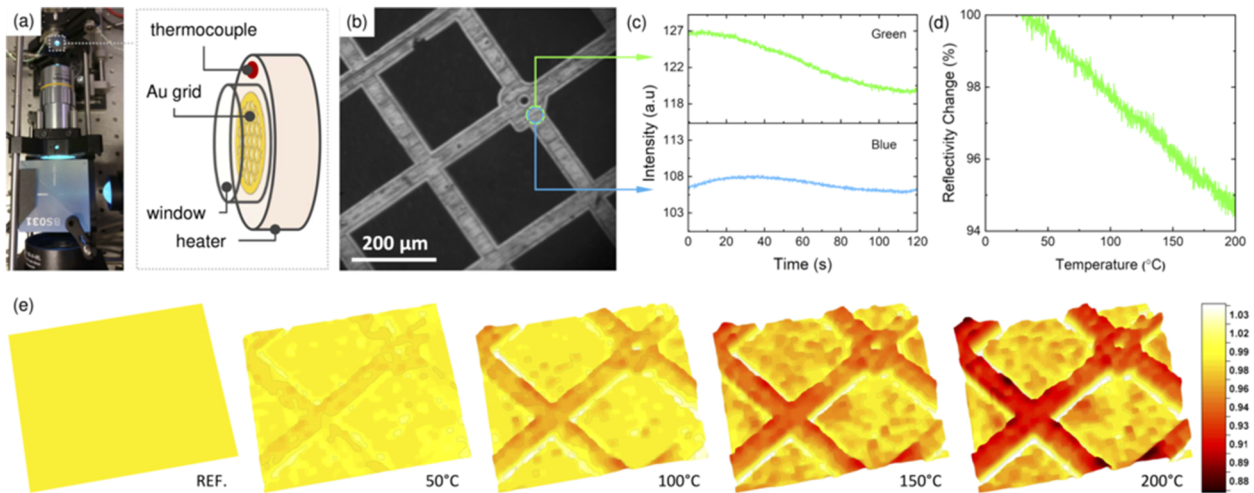 (a)
BS031
thermocouple
Au grid
window
heater
(b)
200 μm
(c)
Intensity (a.u)
127
122
118
113
108
103
Green
Blue
0 20 40 60 80 100 120
Time (s)
(d)
Reflectivity Change (%)
100
98
96
94
0 50 100 150 200
Temperature (°C)
(e)
REF.
50°C
100°C
150°C
200°C
1.03
1.02
0.99
0.98
0.96
0.94
0.93
0.91
0.90
0.88